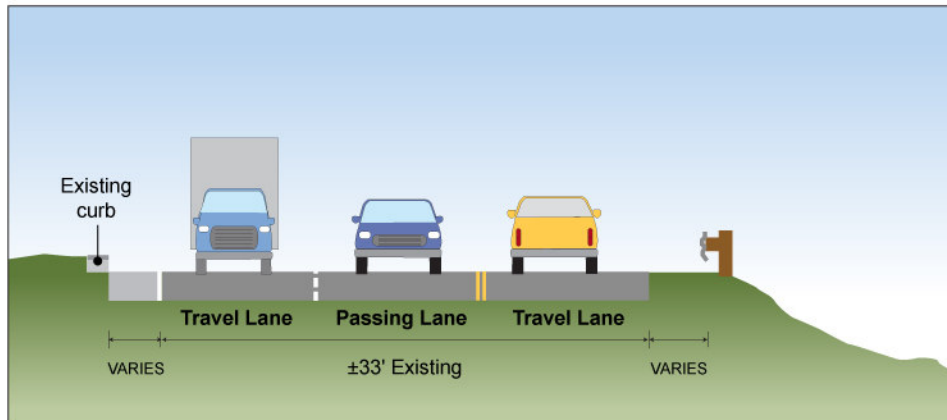 Existing
curb
Travel Lane
Passing Lane
Travel Lane
VARIES
±33' Existing
VARIES